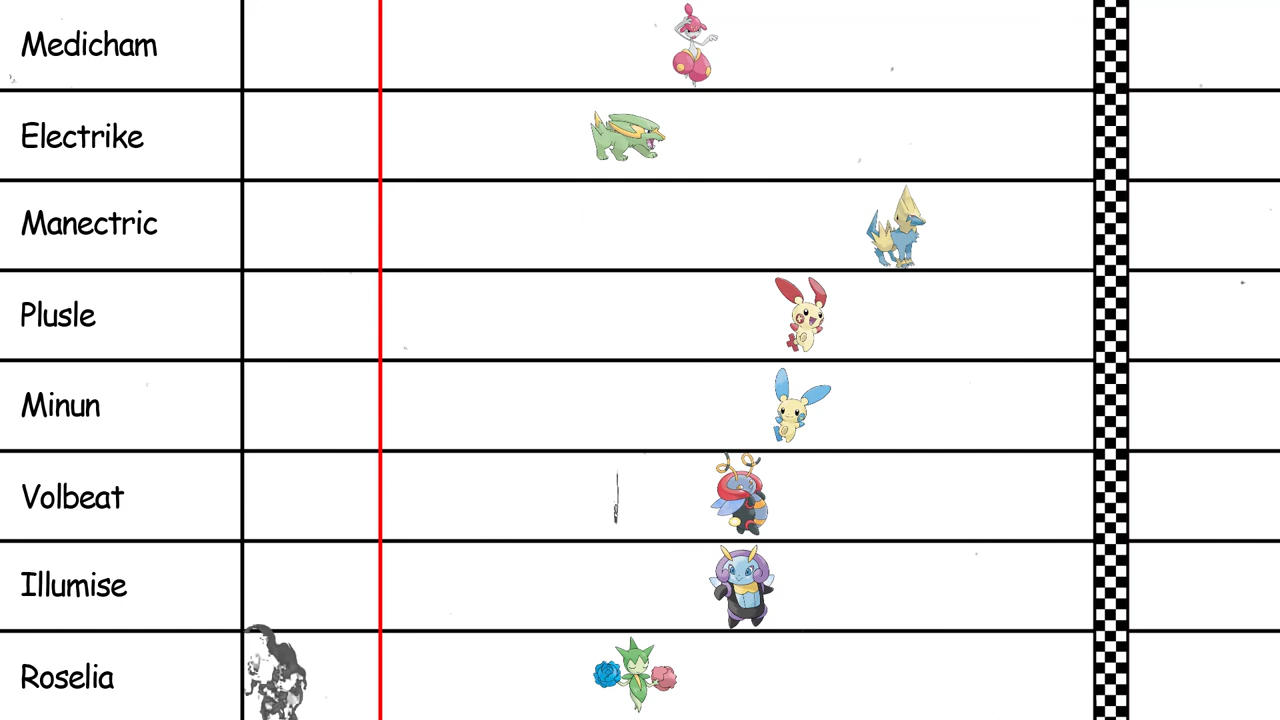 Medicham
Electrike
Manectric
Plusle
Minun
Volbeat
Illumise
Roselia